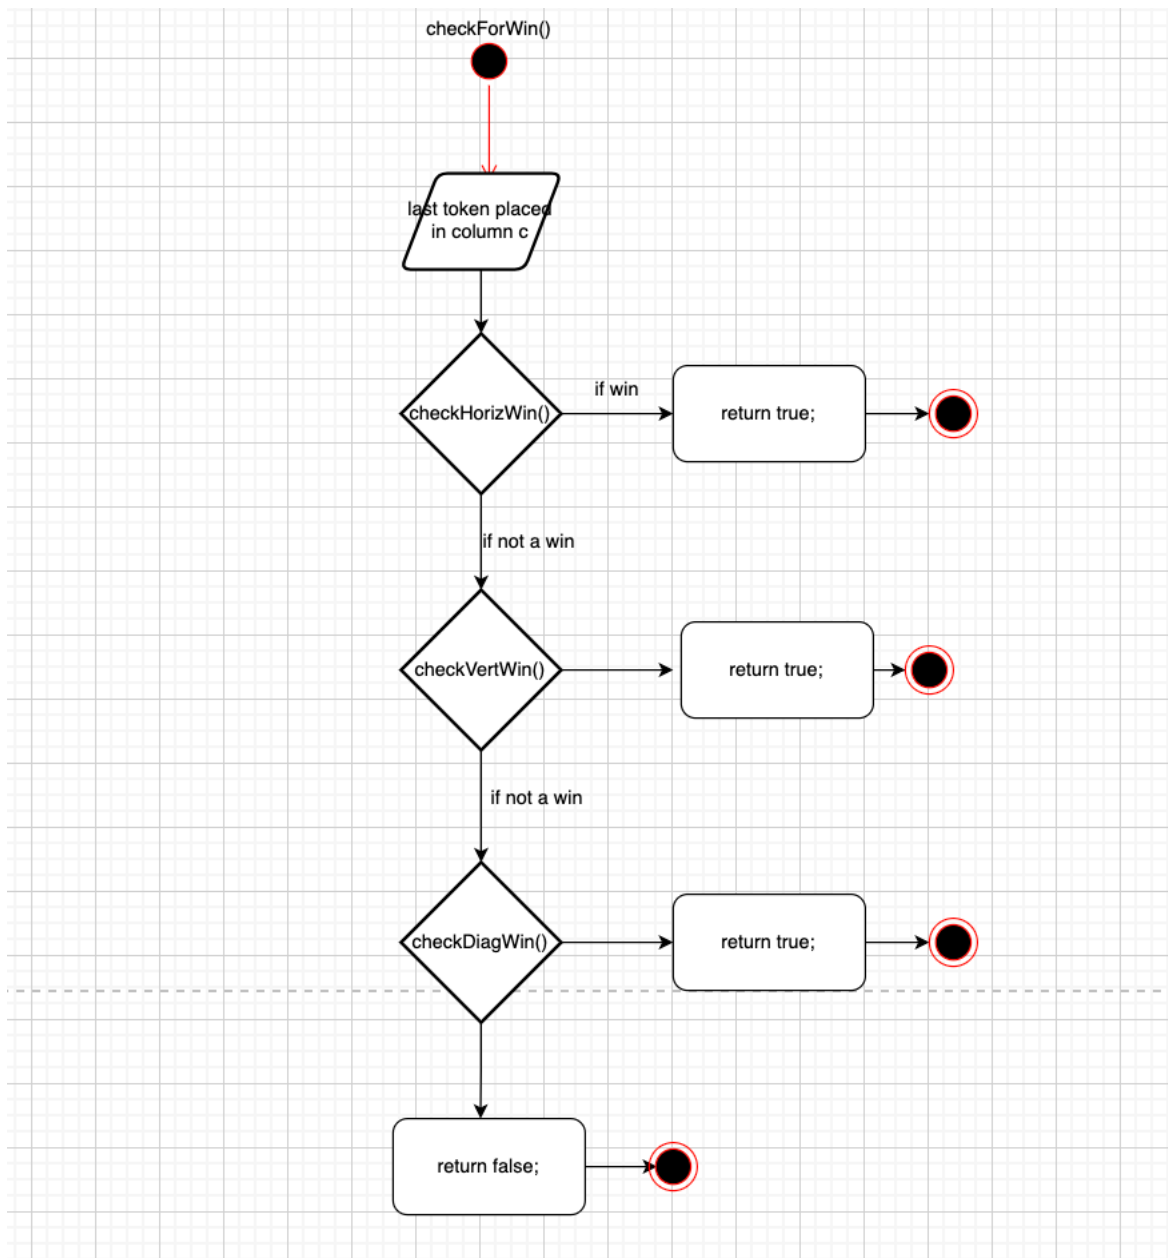 checkForWin()
last token placed
in column c
checkHorizWin()
if win
return true;
if not a win
checkVertWin()
return true;
if not a win
checkDiagWin()
return true;
return false;